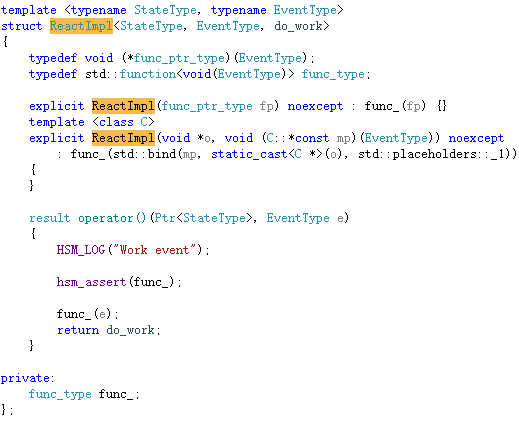 template <typename StateType, typename EventType>
struct ReactImpl<StateType, EventType, do_work>
{
    typedef void (*func_ptr_type)(EventType);
    typedef std::function<void(EventType)> func_type;

    explicit ReactImpl(func_ptr_type fp) noexcept : func_(fp) {}
    template <class C>
    explicit ReactImpl(void *o, void (C::*const mp)(EventType)) noexcept
        : func_(std::bind(mp, static_cast<C *>(o), std::placeholders::_1))
    {
    }

    result operator()(Ptr<StateType>, EventType e)
    {
        HSM_LOG("Work event");

        hsm_assert(func_);

        func_(e);
        return do_work;
    }

private:
    func_type func_;
};